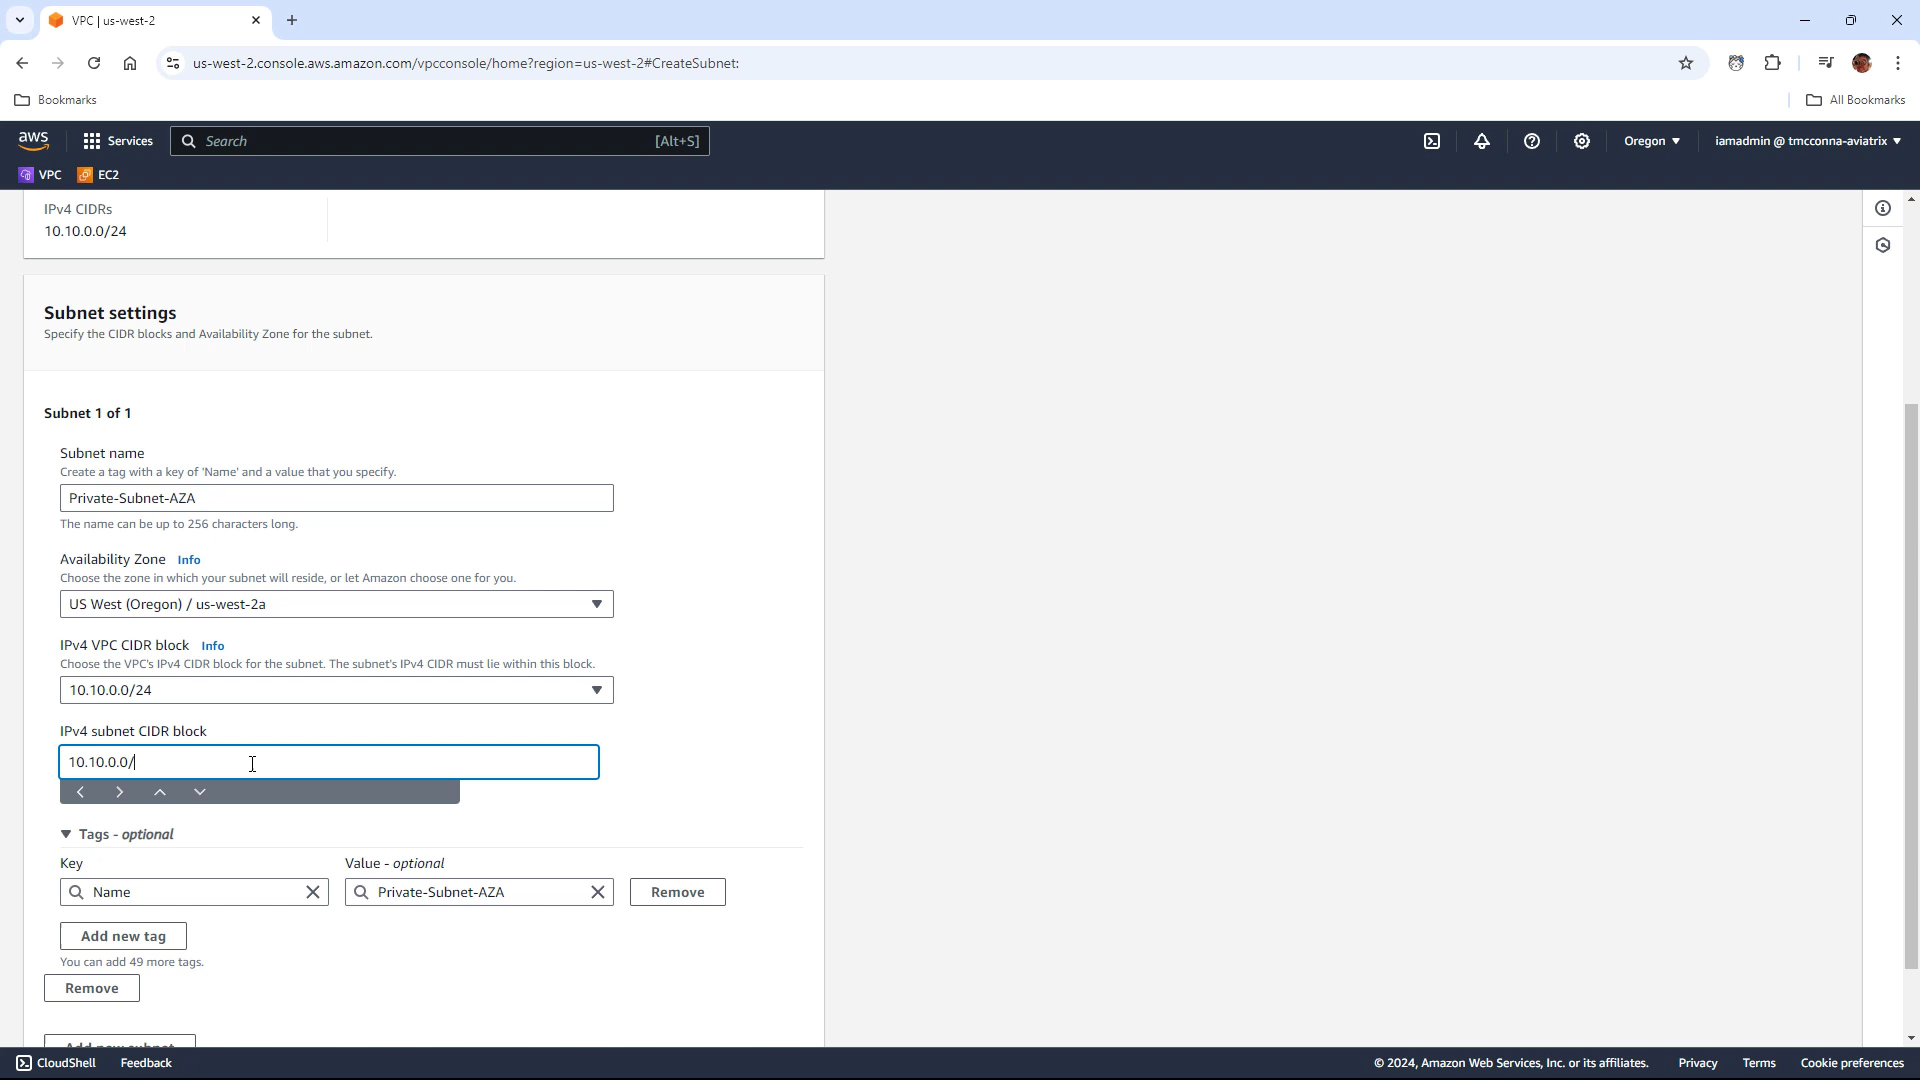 VPC | us-west-2
us-west-2.console.aws.amazon.com/vpcconsole/home?region=us-west-2#CreateSubnet:
Bookmarks
All Bookmarks
aws
Services
Search
[Alt+S]
Oregon
iamadmin @ tmcconna-aviatrix
VPC
EC2
IPv4 CIDRs
10.10.0.0/24
Subnet settings
Specify the CIDR blocks and Availability Zone for the subnet.
Subnet 1 of 1
Subnet name
Create a tag with a key of 'Name' and a value that you specify.
Private-Subnet-AZA
The name can be up to 256 characters long.
Availability Zone Info
Choose the zone in which your subnet will reside, or let Amazon choose one for you.
US West (Oregon) / us-west-2a
IPv4 VPC CIDR block Info
Choose the VPC's IPv4 CIDR block for the subnet. The subnet's IPv4 CIDR must lie within this block.
10.10.0.0/24
IPv4 subnet CIDR block
10.10.0.0/
Tags - optional
Key
Value - optional
Name
Private-Subnet-AZA
Remove
Add new tag
You can add 49 more tags.
Remove
Add new subnet
CloudShell
Feedback
© 2024, Amazon Web Services, Inc. or its affiliates.
Privacy
Terms
Cookie preferences